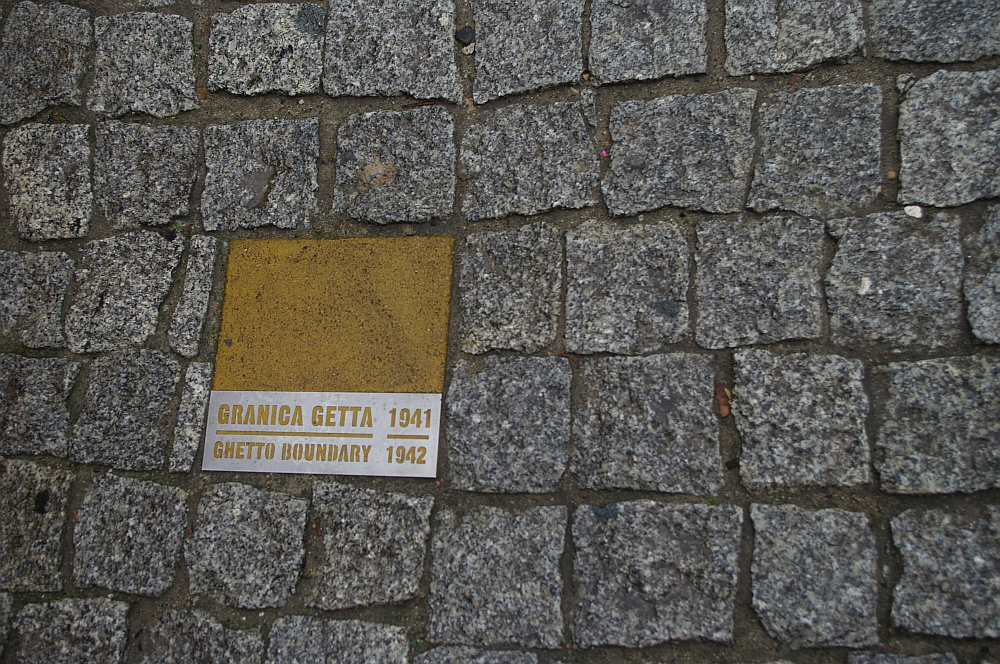 GRANICA GETTA 1941
GHETTO BOUNDARY 1942